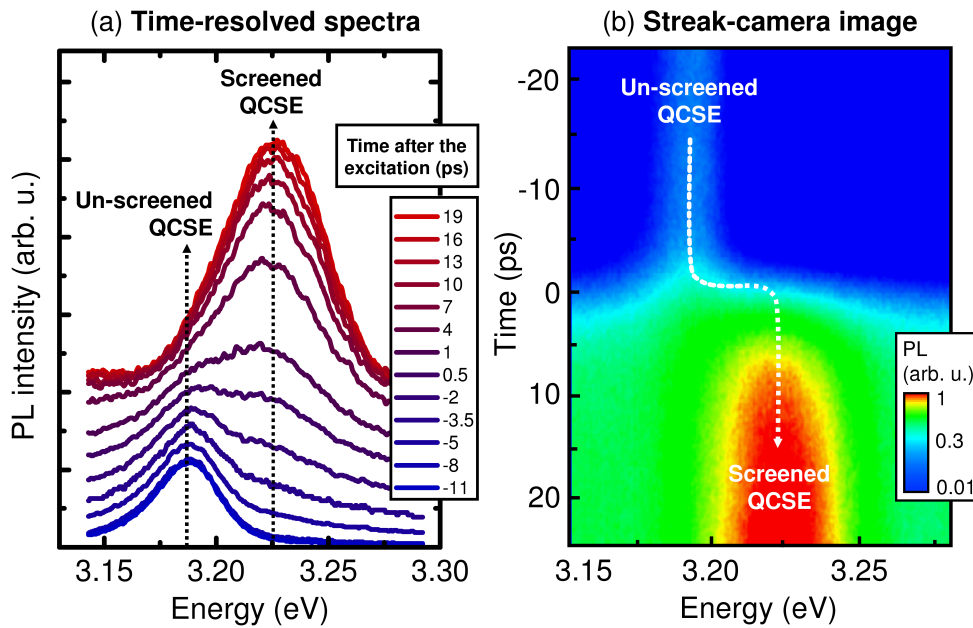 (a) Time-resolved spectra
PL intensity (arb. u.)
Screened
QCSE
Un-screened
QCSE
Time after the
excitation (ps)
19
16
13
10
7
4
1
0.5
-2
-3.5
-5
-8
-11
3.15
3.20
3.25
3.30
Energy (eV)
(b) Streak-camera image
Time (ps)
-20
-10
0
10
20
Un-screened
QCSE
Screened
QCSE
PL
(arb. u.)
1
0.3
0.01
3.15
3.20
3.25
Energy (eV)